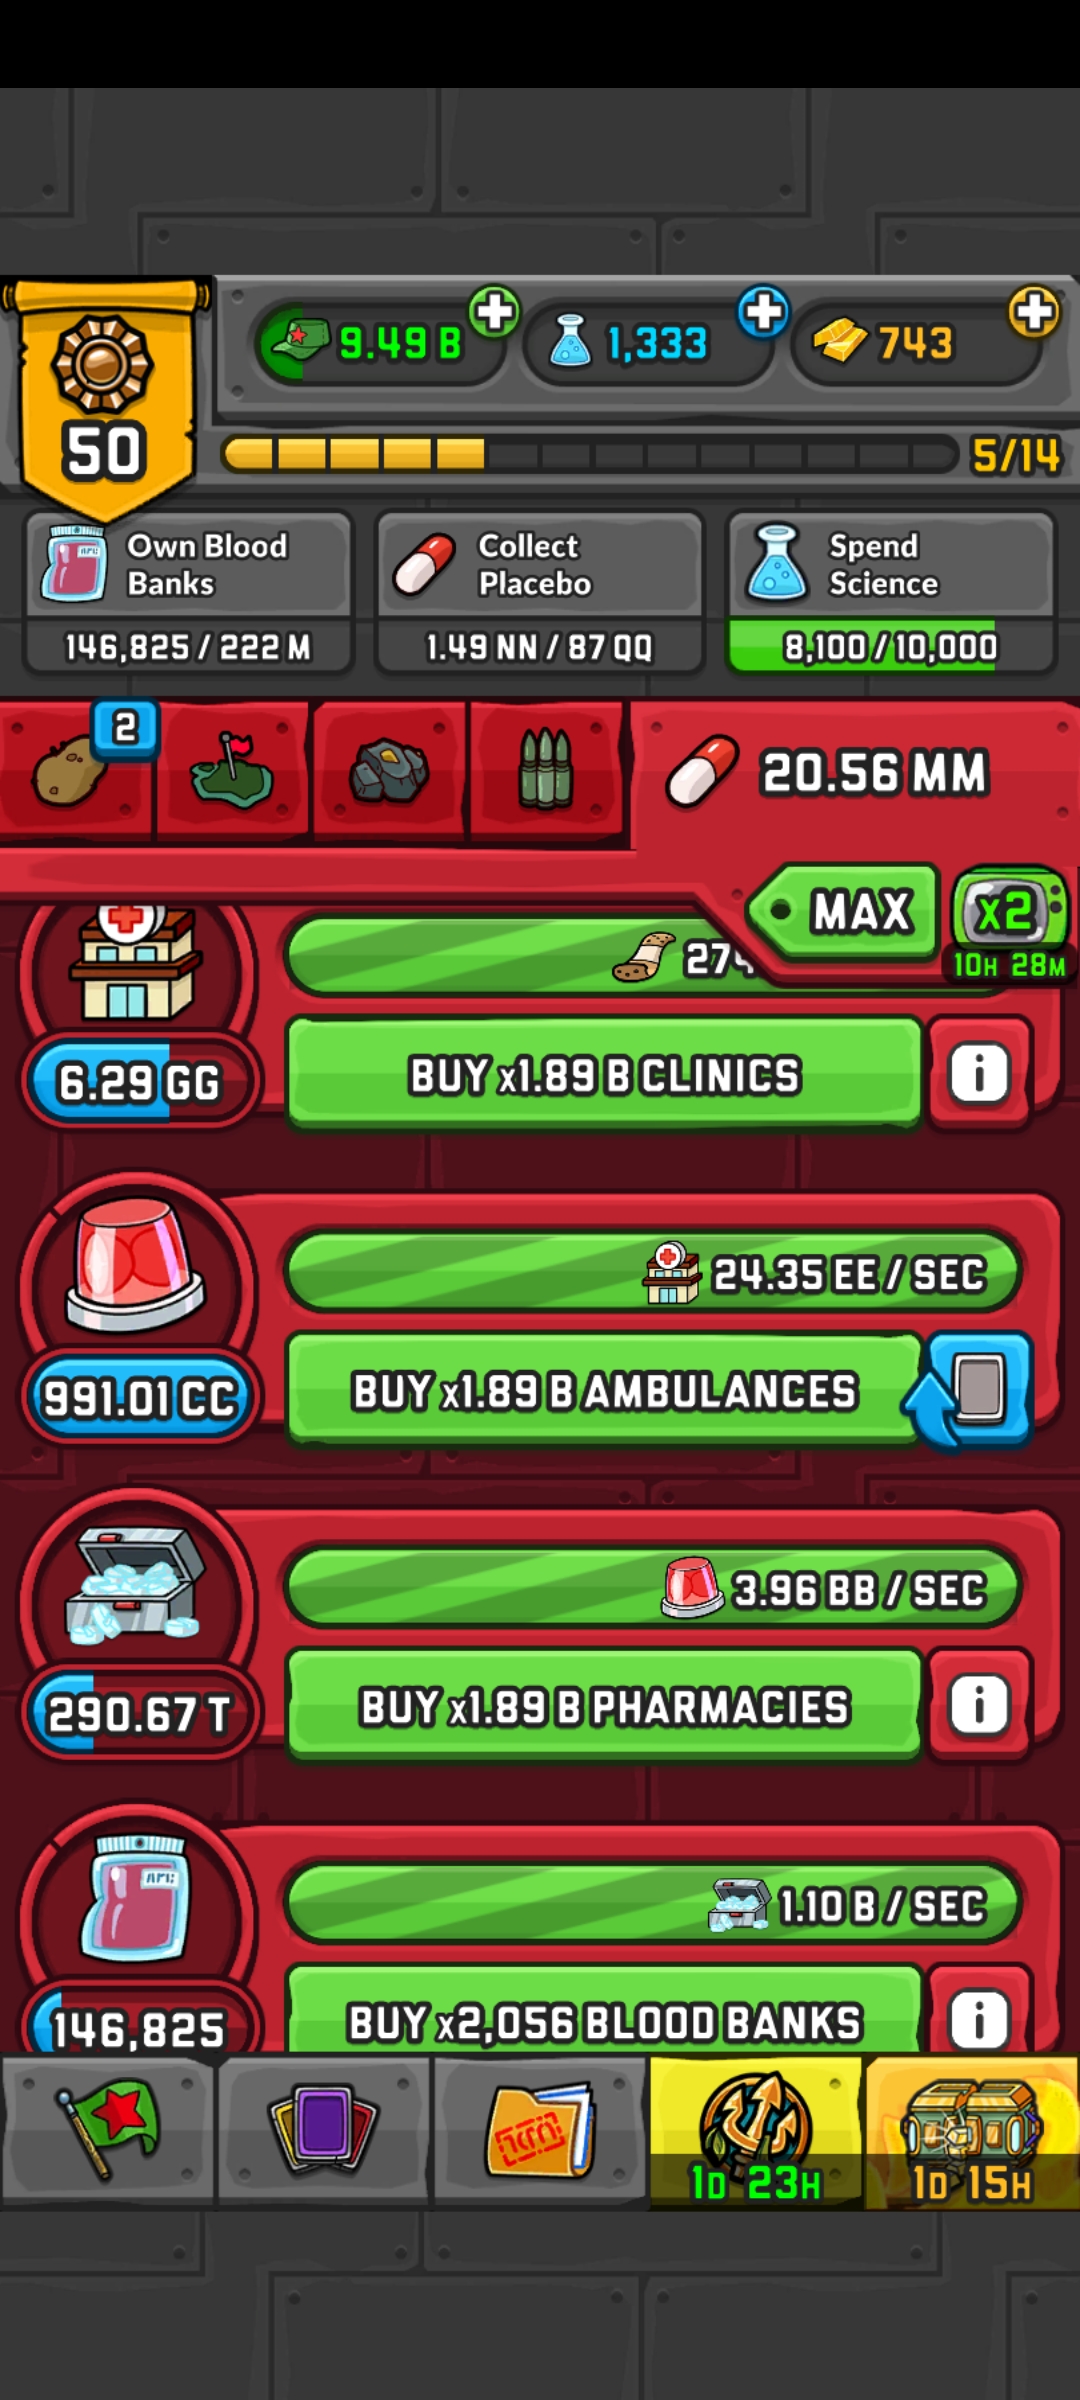 9.49 B
1,333
743
50
5/14
Own Blood
Banks
146,825 / 222 M
Collect
Placebo
1.49 NN / 87 QQ
Spend
Science
8,100 / 10,000
2
20.56 MM
MAX
x2
10H 28M
274
6.29 GG
BUY x1.89 B CLINICS
i
24.35 EE / SEC
991.01 CC
BUY x1.89 B AMBULANCES
3.96 BB / SEC
290.67 T
BUY x1.89 B PHARMACIES
i
1.10 B / SEC
146,825
BUY x2,056 BLOOD BANKS
i
1D 23H
1D 15H